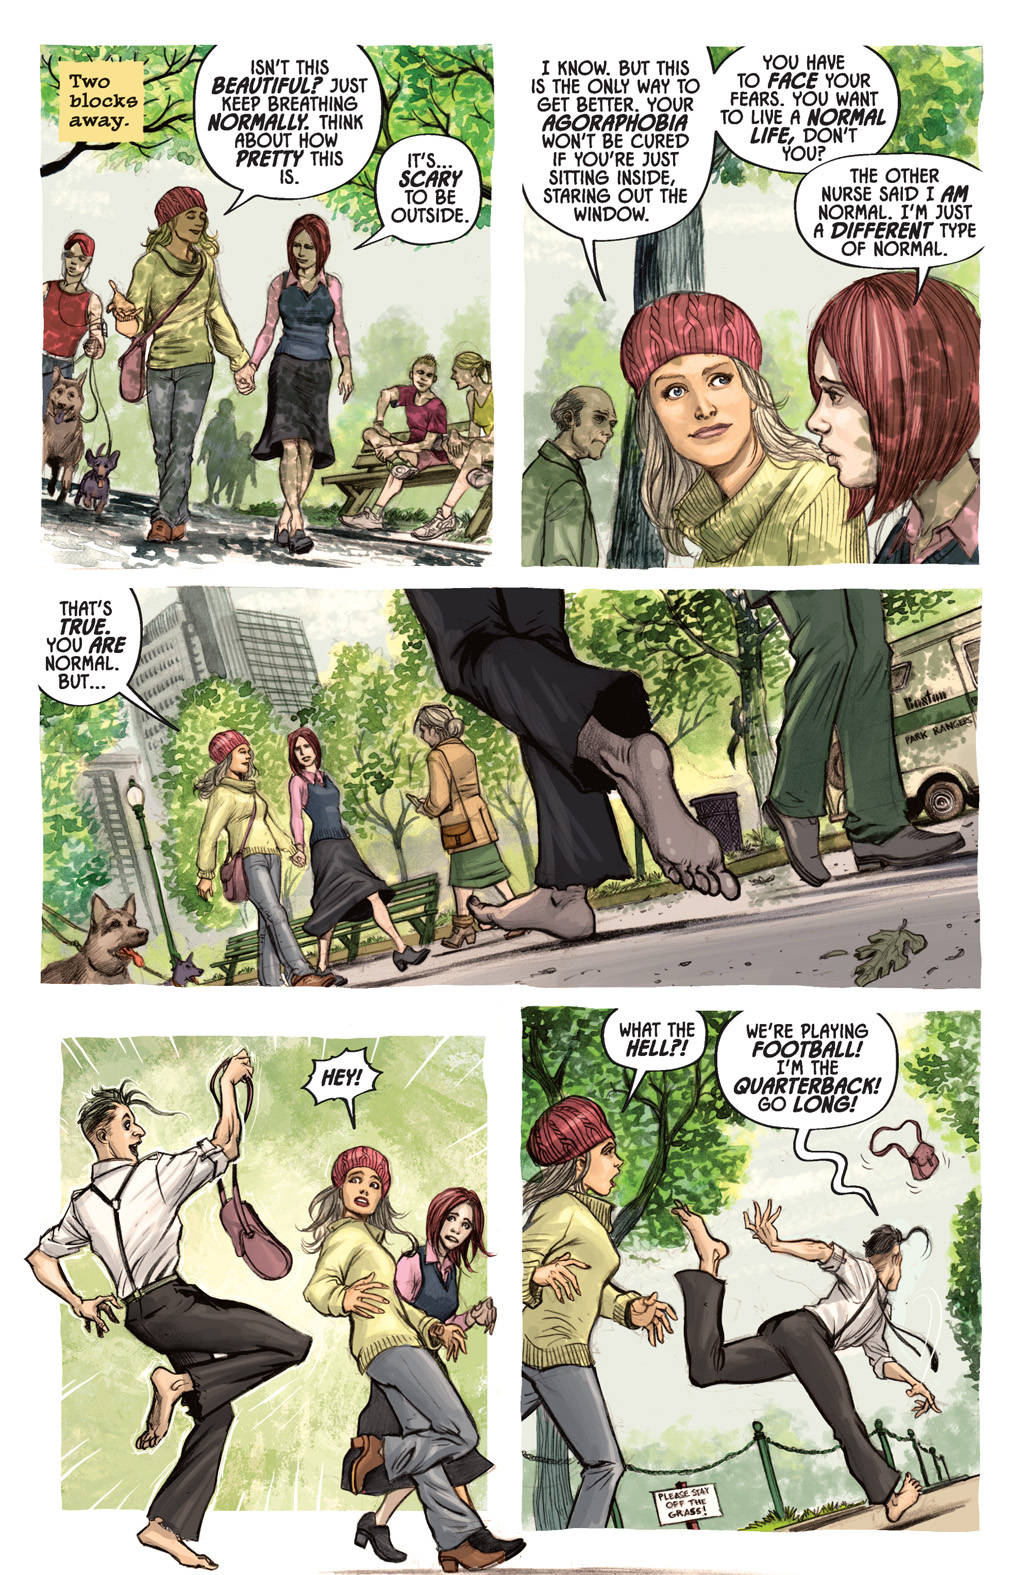 Two
blocks
away.
ISN'T THIS
BEAUTIFUL? JUST
KEEP BREATHING
NORMALLY. THINK
ABOUT HOW
PRETTY THIS
IS.
IT'S...
SCARY
TO BE
OUTSIDE.
I KNOW. BUT THIS
IS THE ONLY WAY TO
GET BETTER. YOUR
AGORAPHOBIA
WON'T BE CURED
IF YOU'RE JUST
SITTING INSIDE,
STARING OUT THE
WINDOW.
YOU HAVE
TO FACE YOUR
FEARS. YOU WANT
TO LIVE A NORMAL
LIFE, DON'T
YOU?
THE OTHER
NURSE SAID I AM
NORMAL. I'M JUST
A DIFFERENT TYPE
OF NORMAL.
THAT'S
TRUE.
YOU ARE
NORMAL.
BUT...
Boston
PARK RANGERS
HEY!
WHAT THE
HELL?!
WE'RE PLAYING
FOOTBALL!
I'M THE
QUARTERBACK!
GO LONG!
PLEASE STAY
OFF THE
GRASS!